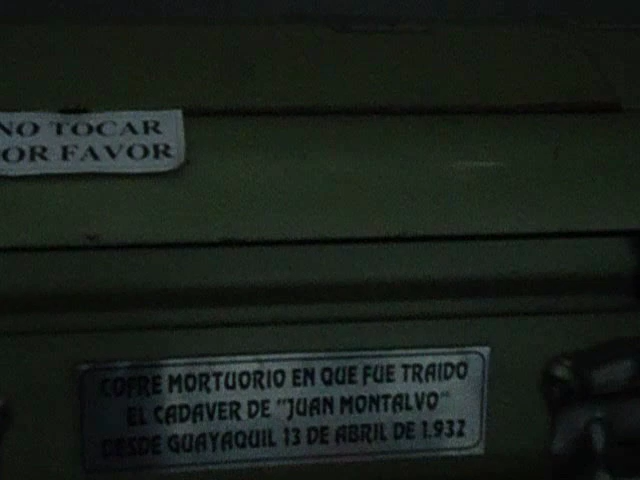 NO TOCAR
OR FAVOR
COFRE MORTUORIO EN QUE FUE TRAIDO
EL CADAVER DE "JUAN MONTALVO"
DESDE GUAYAQUIL 13 DE ABRIL DE 1.932